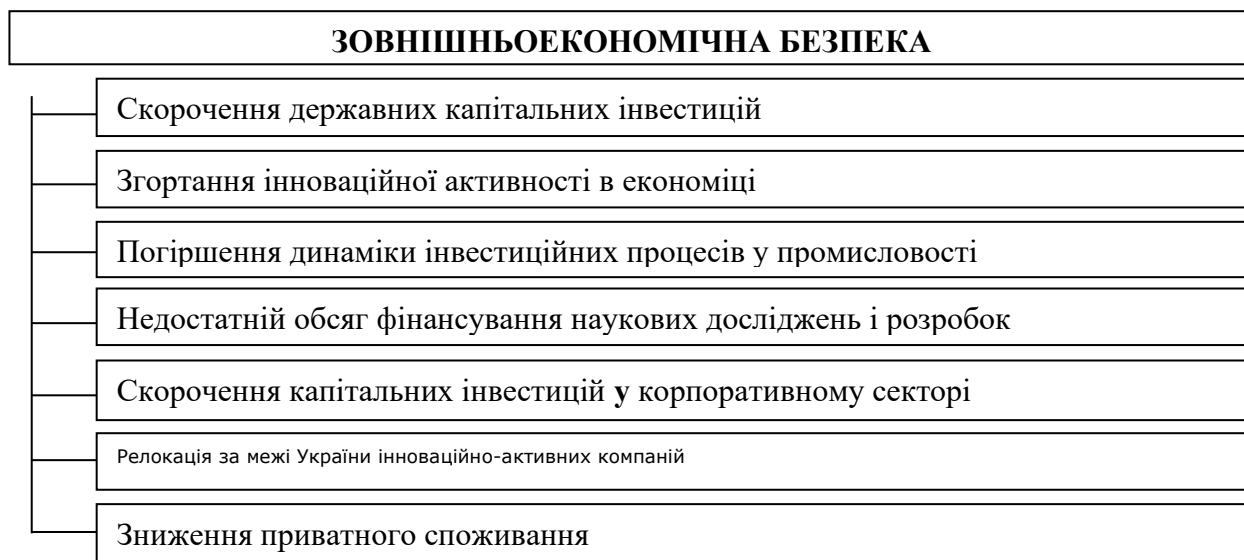 ЗОВНІШНЬОЕКОНОМІЧНА БЕЗПЕКА
Скорочення державних капітальних інвестицій
Згортання інноваційної активності в економіці
Погіршення динаміки інвестиційних процесів у промисловості
Недостатній обсяг фінансування наукових досліджень і розробок
Скорочення капітальних інвестицій у корпоративному секторі
Релокація за межі України інноваційно-активних компаній
Зниження приватного споживання